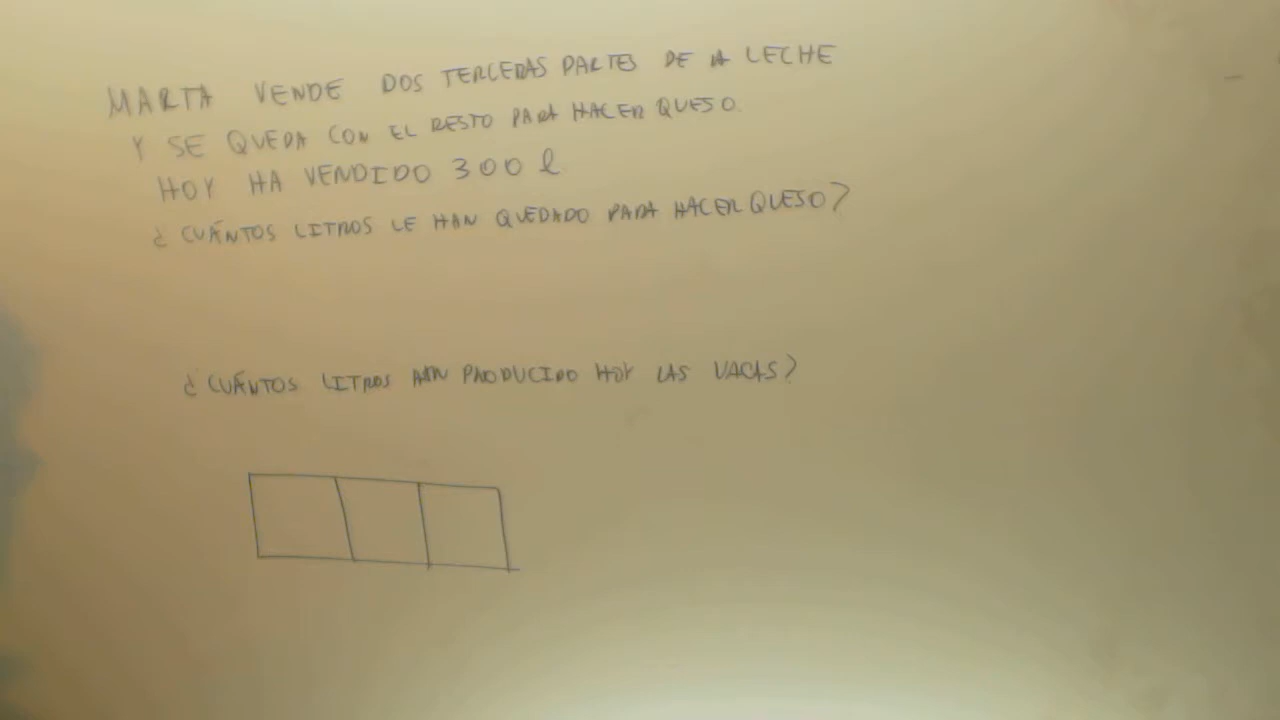 MARTA VENDE DOS TERCERAS PARTES DE LA LECHE
Y SE QUEDA CON EL RESTO PARA HACER QUESO.
HOY HA VENDIDO 300 l
¿CUÁNTOS LITROS LE HAN QUEDADO PARA HACER QUESO?
¿CUÁNTOS LITROS HAN PRODUCIDO HOY LAS VACAS?